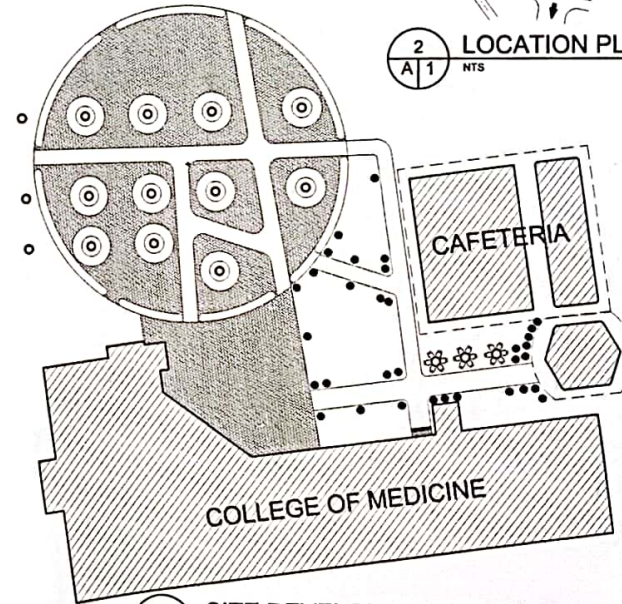 2
LOCATION PL
A 1
NTS
CAFETERIA
COLLEGE OF MEDICINE